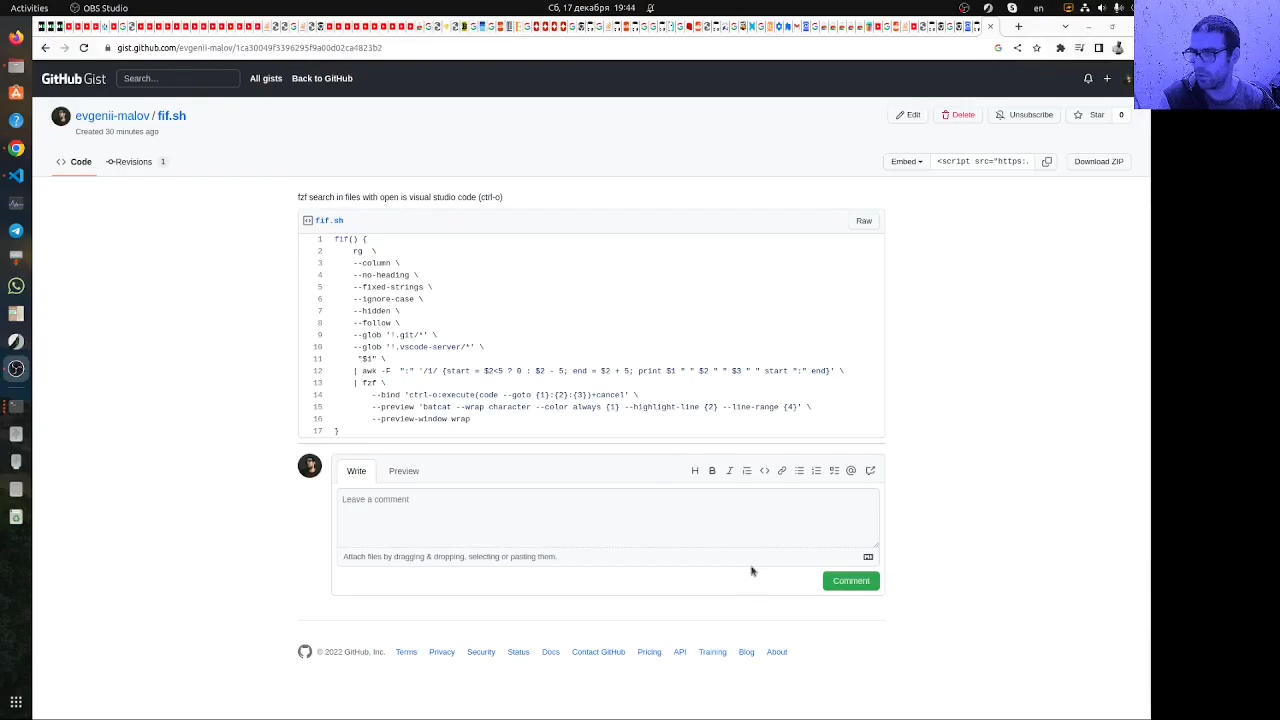 Activities
OBS Studio
Сб, 17 декабря 19:44
en
gist.github.com/evgenii-malov/1ca30049f3396295f9a00d02ca4823b2
GitHub Gist
Search…
All gists
Back to GitHub
evgenii-malov / fif.sh
Created 30 minutes ago
Edit
Delete
Unsubscribe
Star
0
Code
Revisions 1
Embed
<script src="https:.
Download ZIP
fzf search in files with open is visual studio code (ctrl-o)
fif.sh
Raw
1 fif() {
2 rg \
3 --column \
4 --no-heading \
5 --fixed-strings \
6 --ignore-case \
7 --hidden \
8 --follow \
9 --glob '!.git/*' \
10 --glob '!.vscode-server/*' \
11 "$1" \
12 | awk -F ":" '/1/ {start = $2<5 ? 0 : $2 - 5; end = $2 + 5; print $1 " " $2 " " $3 " " start ":" end}' \
13 | fzf \
14 --bind 'ctrl-o:execute(code --goto {1}:{2}:{3})+cancel' \
15 --preview 'batcat --wrap character --color always {1} --highlight-line {2} --line-range {4}' \
16 --preview-window wrap
17 }
Write
Preview
Leave a comment
Attach files by dragging & dropping, selecting or pasting them.
Comment
© 2022 GitHub, Inc.
Terms
Privacy
Security
Status
Docs
Contact GitHub
Pricing
API
Training
Blog
About